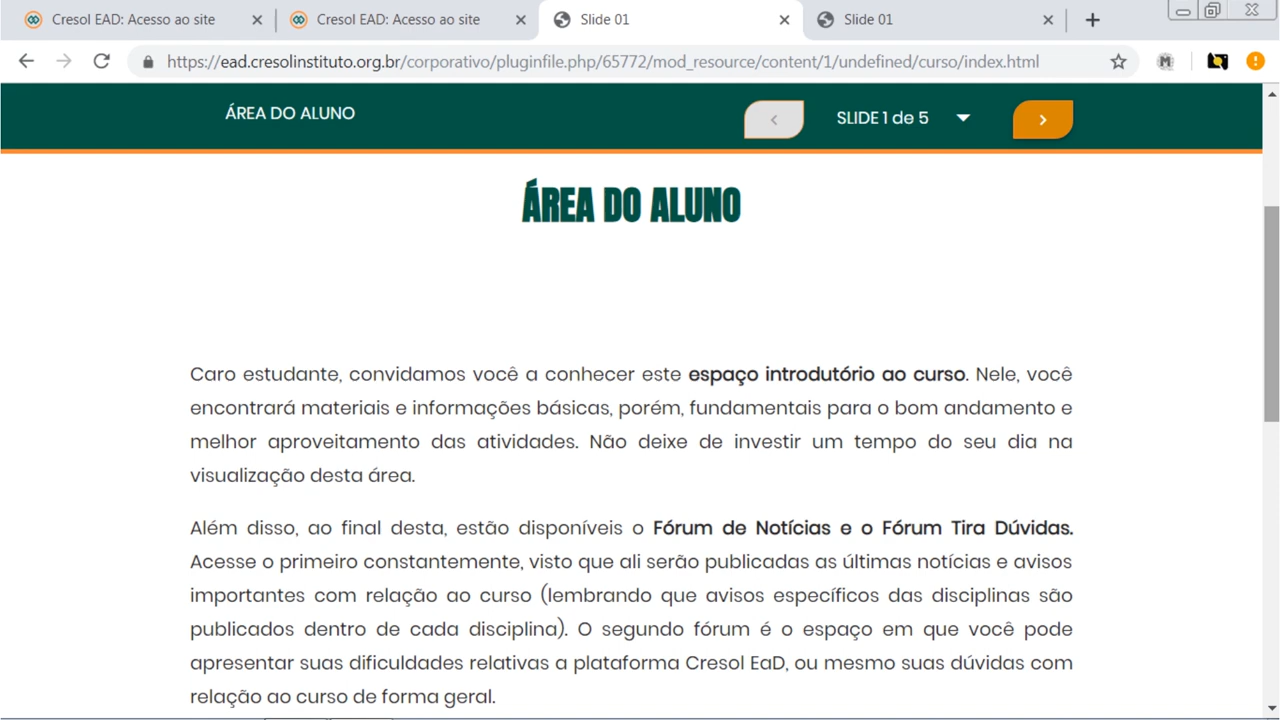 Cresol EAD: Acesso ao site
Cresol EAD: Acesso ao site
Slide 01
Slide 01
https://ead.cresolinstituto.org.br/corporativo/pluginfile.php/65772/mod_resource/content/1/undefined/curso/index.html
ÁREA DO ALUNO
SLIDE 1 de 5
ÁREA DO ALUNO
Caro estudante, convidamos você a conhecer este espaço introdutório ao curso. Nele, você
encontrará materiais e informações básicas, porém, fundamentais para o bom andamento e
melhor aproveitamento das atividades. Não deixe de investir um tempo do seu dia na
visualização desta área.
Além disso, ao final desta, estão disponíveis o Fórum de Notícias e o Fórum Tira Dúvidas.
Acesse o primeiro constantemente, visto que ali serão publicadas as últimas notícias e avisos
importantes com relação ao curso (lembrando que avisos específicos das disciplinas são
publicados dentro de cada disciplina). O segundo fórum é o espaço em que você pode
apresentar suas dificuldades relativas a plataforma Cresol EaD, ou mesmo suas dúvidas com
relação ao curso de forma geral.